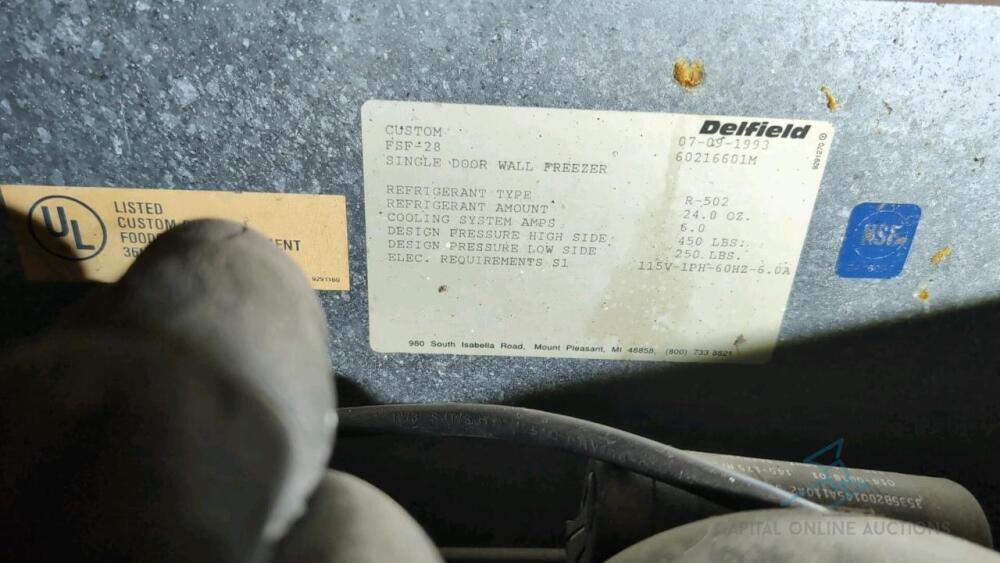 Delfield
CUSTOM 07-09-1993
FSF-28 60216601M
SINGLE DOOR WALL FREEZER
REFRIGERANT TYPE R-502
REFRIGERANT AMOUNT 24.0 OZ.
COOLING SYSTEM AMPS 6.0
DESIGN PRESSURE HIGH SIDE 450 LBS.
DESIGN PRESSURE LOW SIDE 250 LBS.
ELEC. REQUIREMENTS S1 115V-1PH-60HZ-6.0A
980 South Isabella Road, Mount Pleasant, MI 48858, (800) 733 8821
UL
LISTED
CUSTOM
FOOD MENT
9291160
NSF
CAPITAL ONLINE AUCTIONS